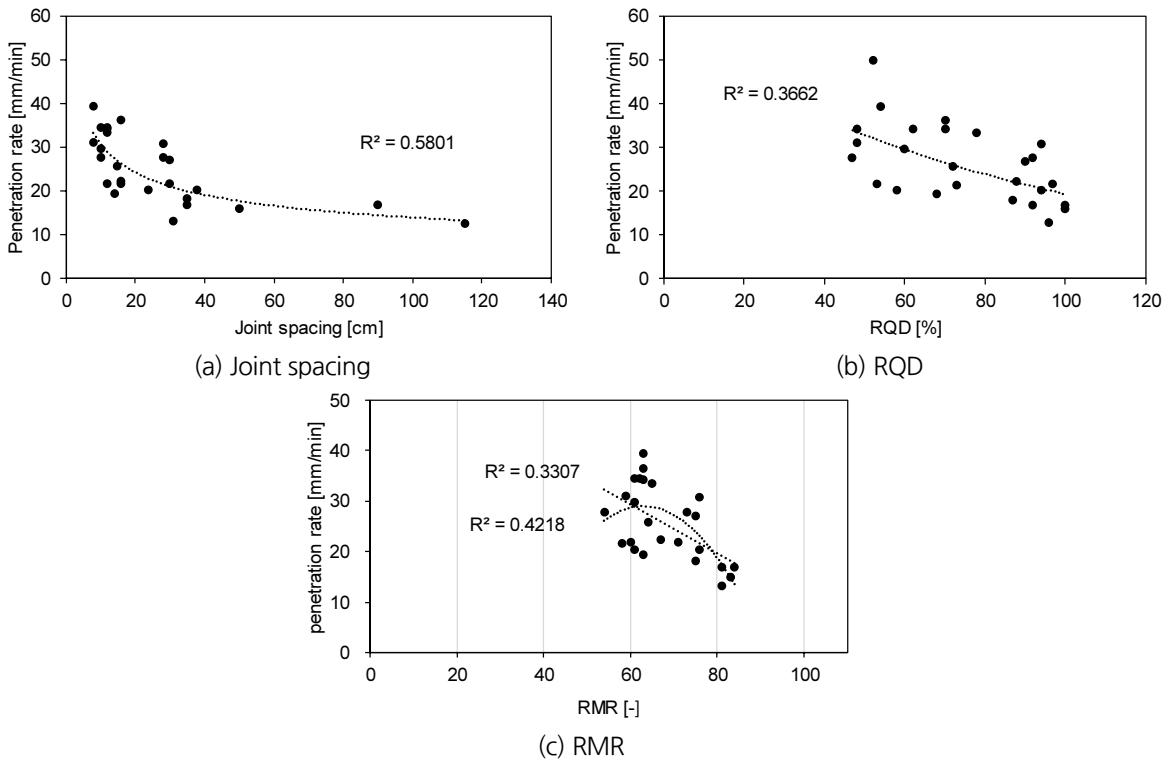 60
50
40
30
20
10
0
Penetration rate [mm/min]
R² = 0.5801
0 20 40 60 80 100 120 140
Joint spacing [cm]
(a) Joint spacing
60
50
40
30
20
10
0
Penetration rate [mm/min]
R² = 0.3662
0 20 40 60 80 100 120
RQD [%]
(b) RQD
50
40
30
20
10
0
penetration rate [mm/min]
R² = 0.3307
R² = 0.4218
0 20 40 60 80 100
RMR [-]
(c) RMR